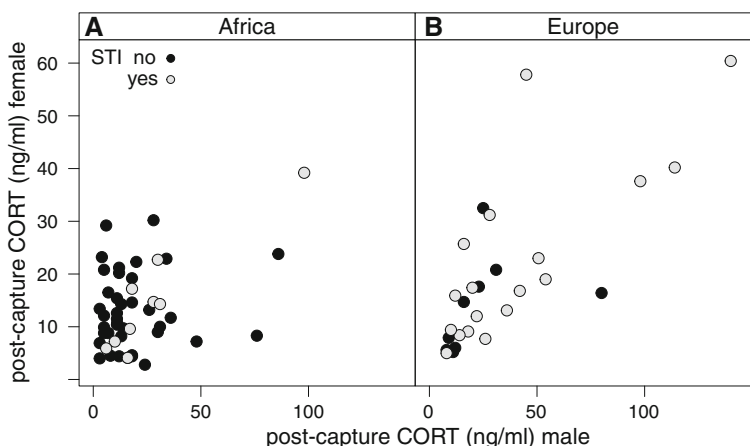 A Africa
B Europe
STI no
yes
post-capture CORT (ng/ml) female
60
50
40
30
20
10
0 50 100
0 50 100
post-capture CORT (ng/ml) male